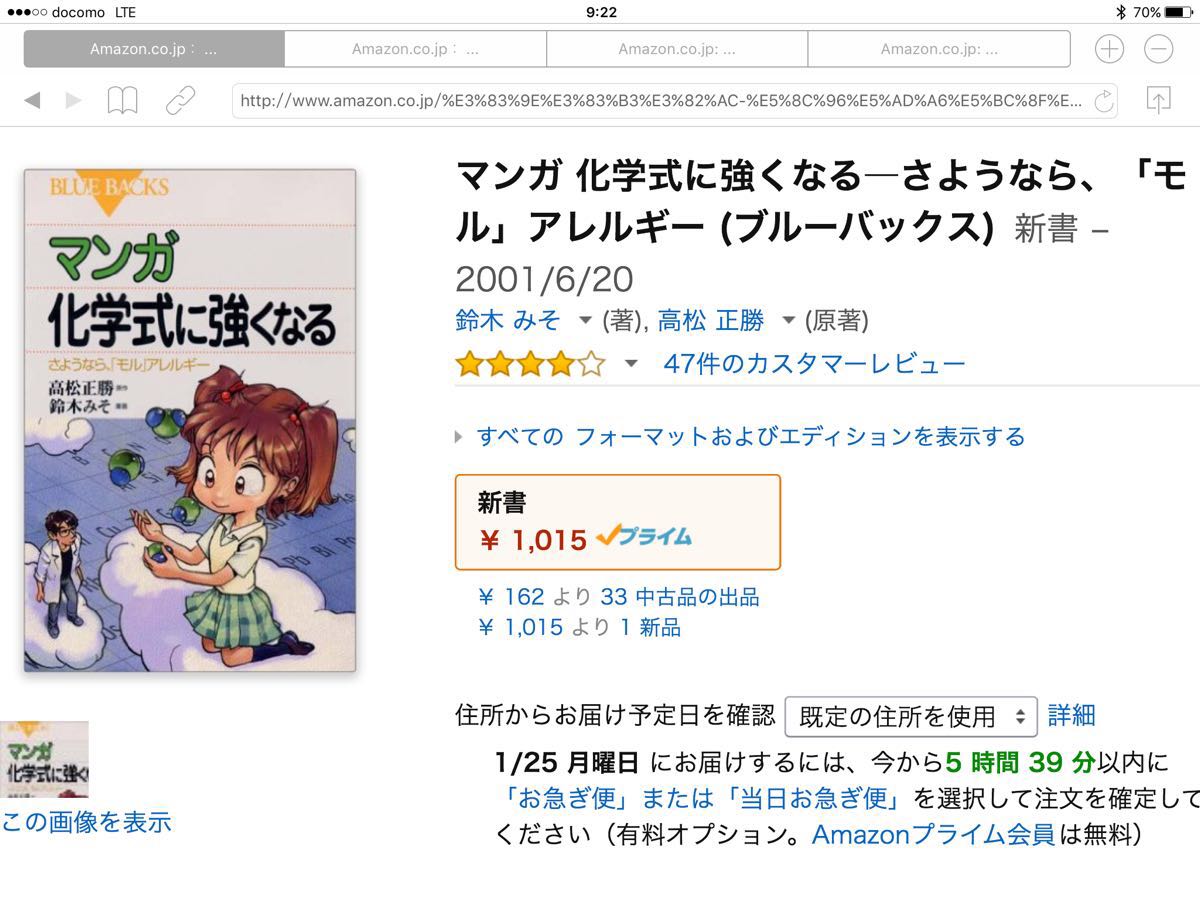 docomo LTE
9:22
70%
Amazon.co.jp： ...
Amazon.co.jp： ...
Amazon.co.jp: ...
Amazon.co.jp: ...
http://www.amazon.co.jp/%E3%83%9E%E3%83%B3%E3%82%AC-%E5%8C%96%E5%AD%A6%E5%BC%8F%E...
BLUE BACKS
マンガ
化学式に強くなる
さようなら、「モル」アレルギー
高松正勝
鈴木みそ
マンガ 化学式に強くなる―さようなら、「モ
ル」アレルギー (ブルーバックス) 新書 –
2001/6/20
鈴木 みそ (著), 高松 正勝 (原著)
47件のカスタマーレビュー
すべての フォーマットおよびエディションを表示する
新書
￥ 1,015 プライム
￥ 162 より 33 中古品の出品
￥ 1,015 より 1 新品
住所からお届け予定日を確認 既定の住所を使用 詳細
1/25 月曜日 にお届けするには、今から5 時間 39 分以内に
「お急ぎ便」または「当日お急ぎ便」を選択して注文を確定して
ください（有料オプション。Amazonプライム会員は無料）
マンガ
化学式に強く
この画像を表示